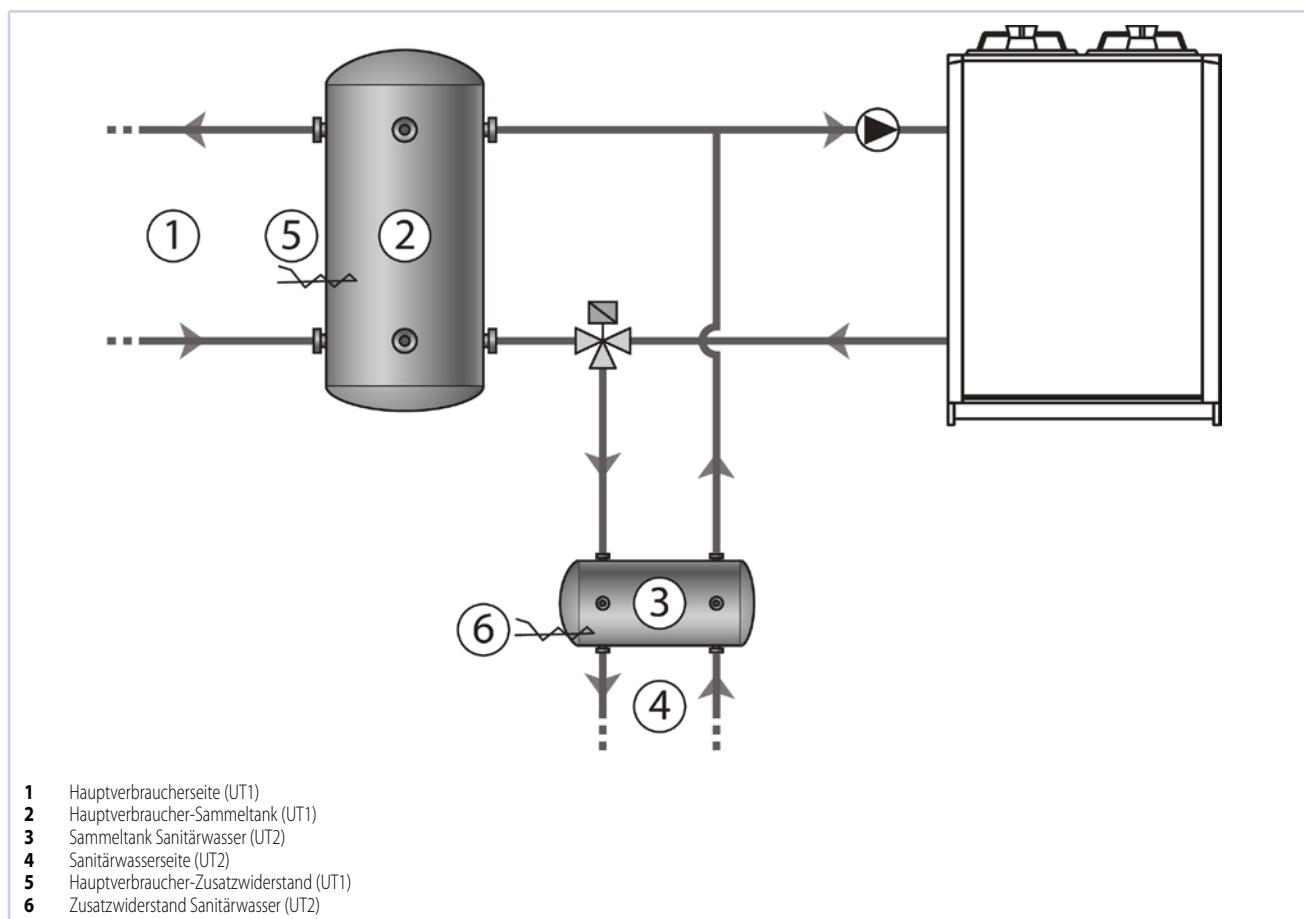 1
5
2
3
6
4
1 Hauptverbraucherseite (UT1)
2 Hauptverbraucher-Sammeltank (UT1)
3 Sammeltank Sanitärwasser (UT2)
4 Sanitärwasserseite (UT2)
5 Hauptverbraucher-Zusatzwiderstand (UT1)
6 Zusatzwiderstand Sanitärwasser (UT2)